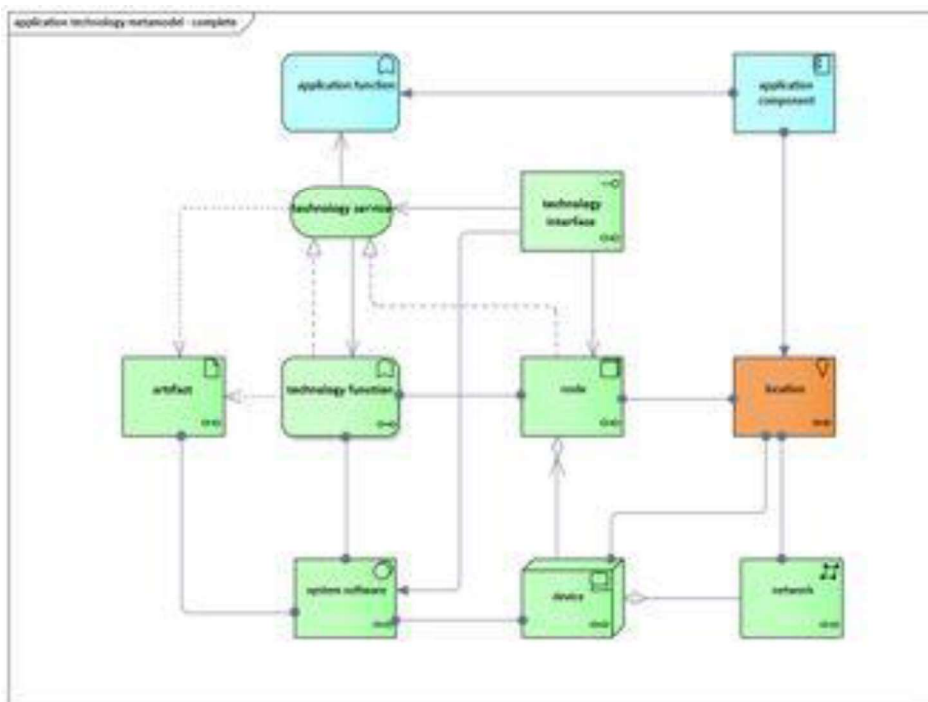 application technology metamodel - complete
application function
application
component
technology service
technology
interface
artifact
technology function
node
location
system software
device
network